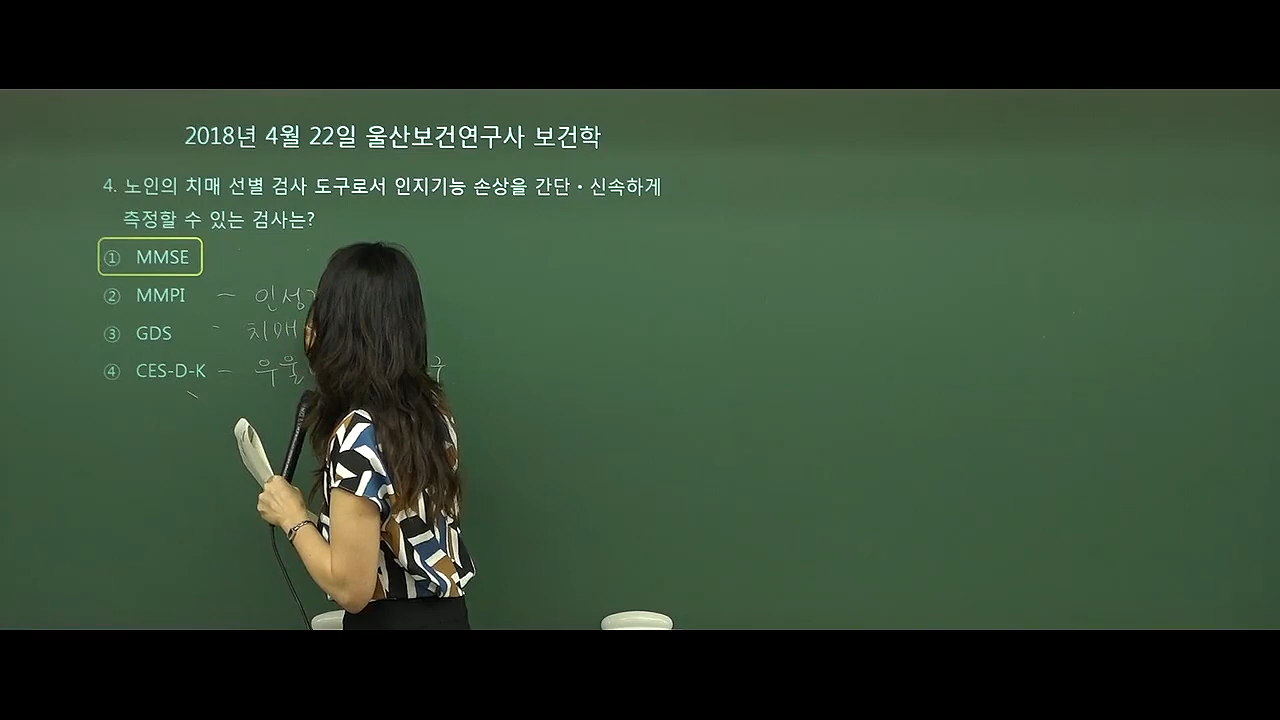 2018년 4월 22일 울산보건연구사 보건학
4. 노인의 치매 선별 검사 도구로서 인지기능 손상을 간단·신속하게
측정할 수 있는 검사는?
① MMSE
② MMPI - 인성
③ GDS - 치매
④ CES-D-K - 우울 구